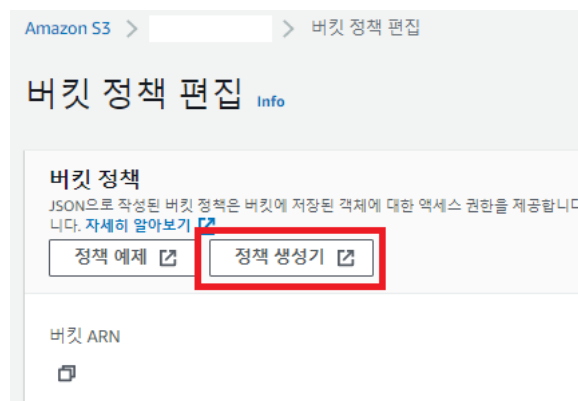 Amazon S3 > > 버킷 정책 편집
버킷 정책 편집 Info
버킷 정책
JSON으로 작성된 버킷 정책은 버킷에 저장된 객체에 대한 액세스 권한을 제공합니다
니다. 자세히 알아보기
정책 예제 정책 생성기
버킷 ARN